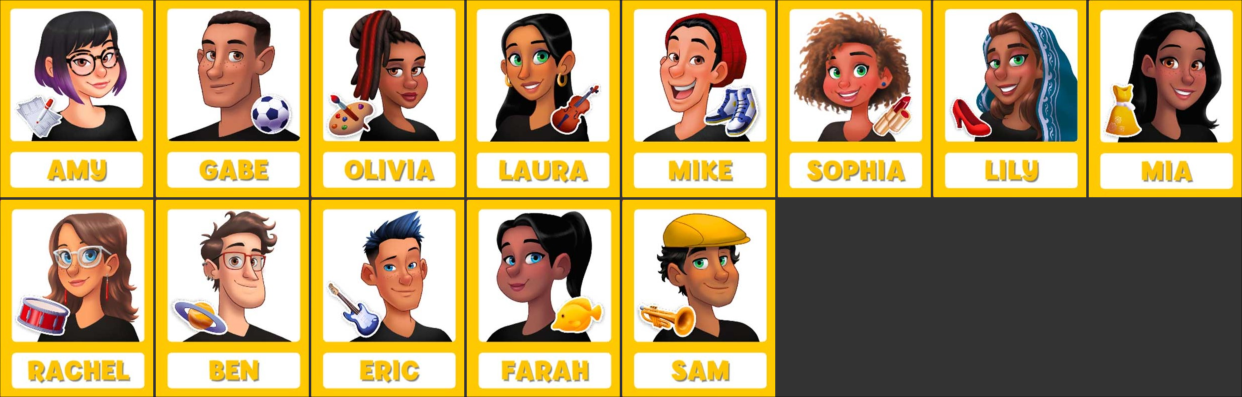 AMY
GABE
OLIVIA
LAURA
MIKE
SOPHIA
LILY
MIA
RACHEL
BEN
ERIC
FARAH
SAM